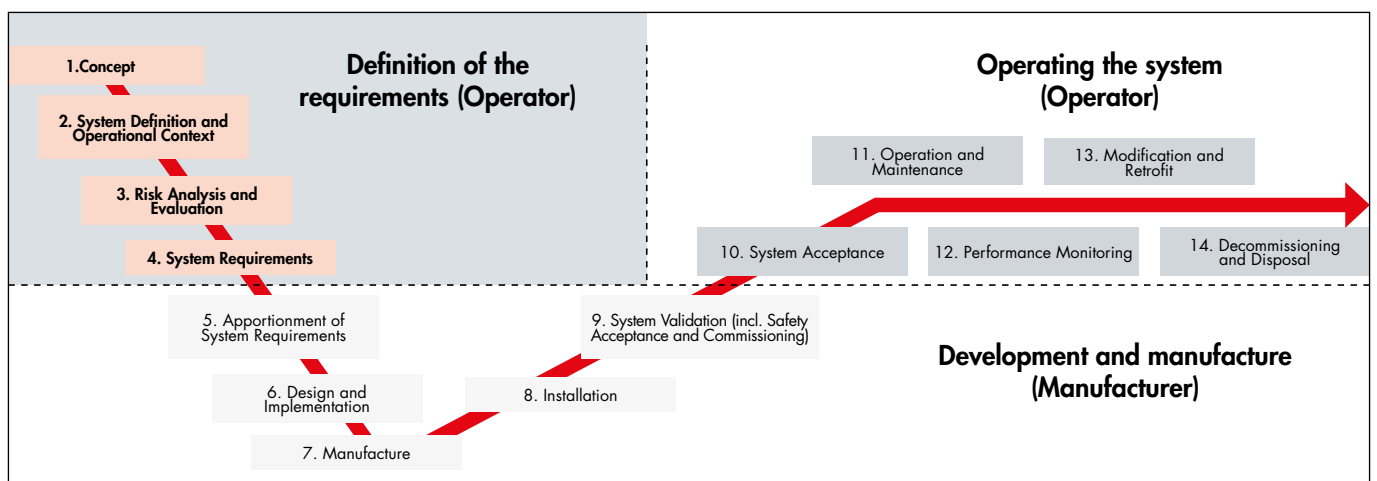 Definition of the
requirements (Operator)
1.Concept
2. System Definition and
Operational Context
3. Risk Analysis and
Evaluation
4. System Requirements
Operating the system
(Operator)
11. Operation and
Maintenance
13. Modification and
Retrofit
10. System Acceptance
12. Performance Monitoring
14. Decommissioning
and Disposal
5. Apportionment of
System Requirements
6. Design and
Implementation
7. Manufacture
8. Installation
9. System Validation (incl. Safety
Acceptance and Commissioning)
Development and manufacture
(Manufacturer)